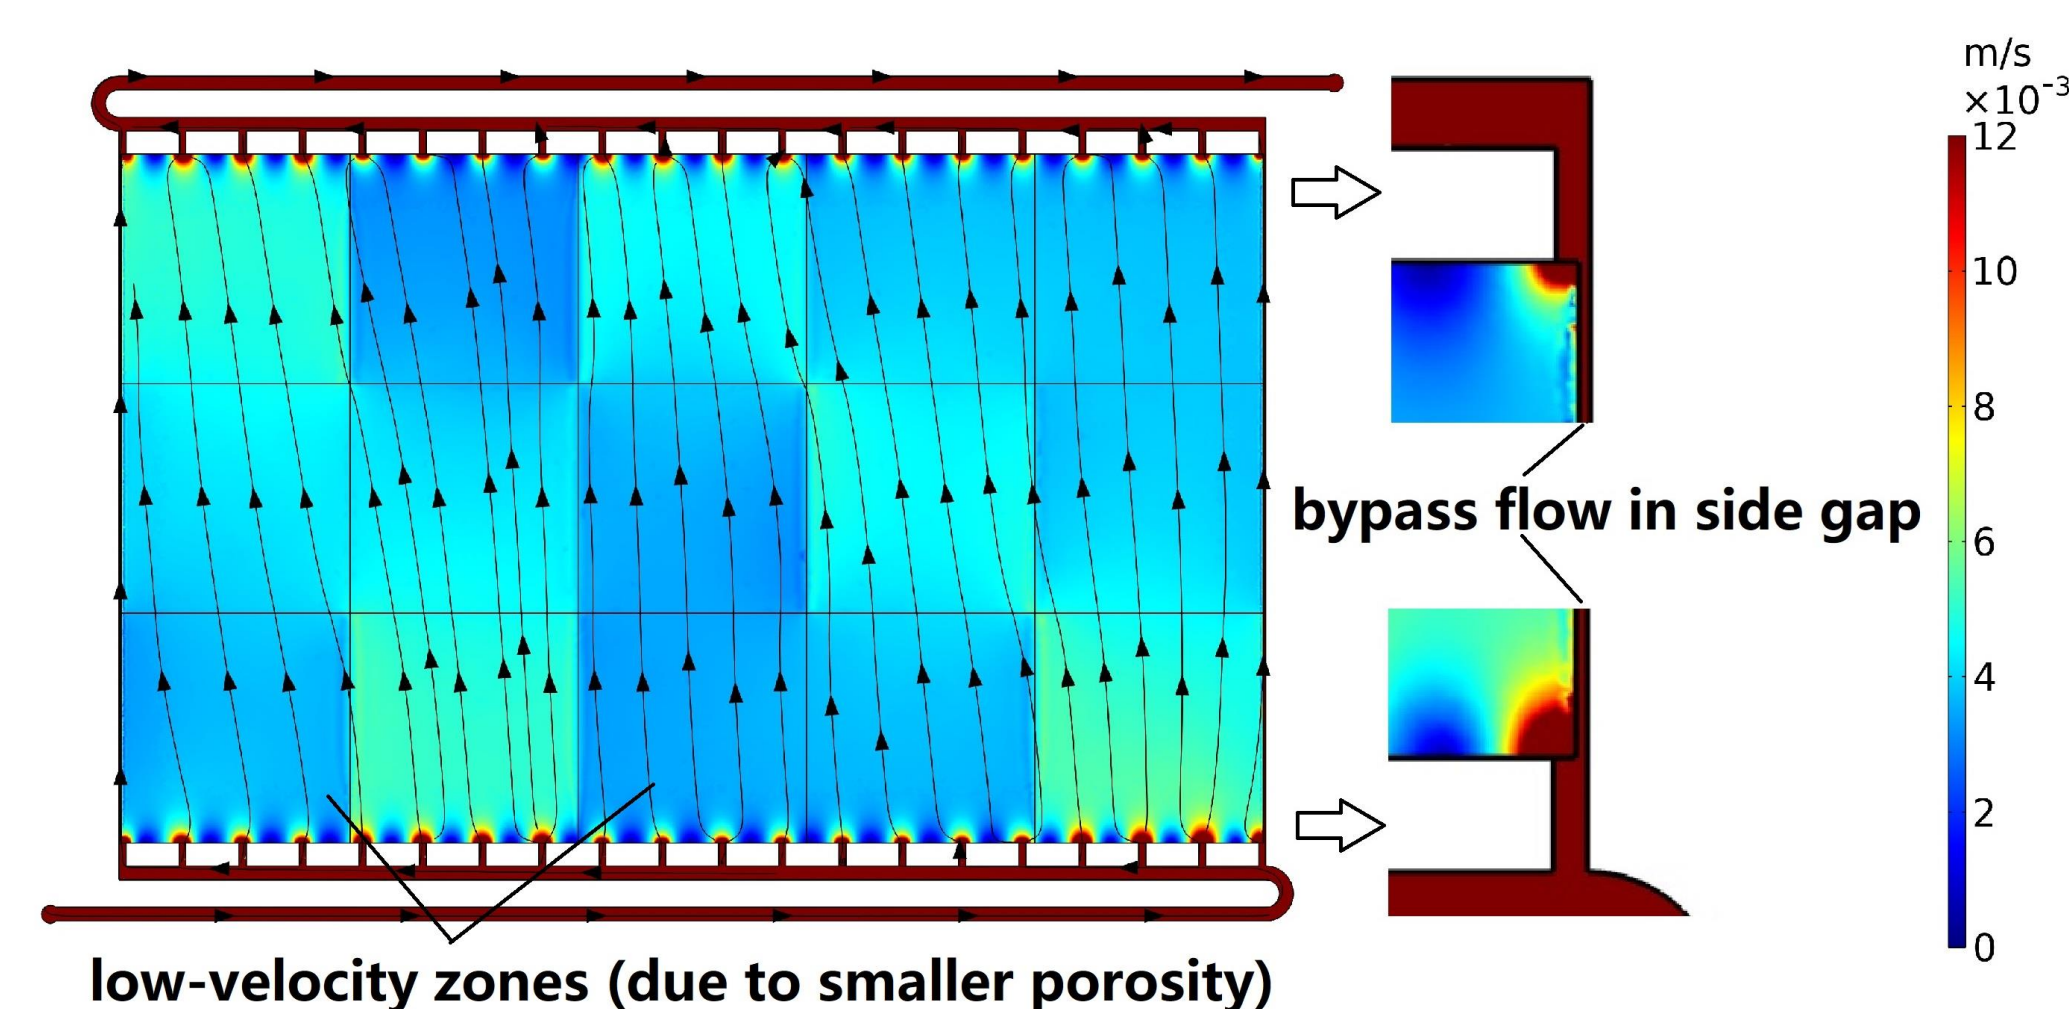 m/s
×10⁻³
12
10
8
6
4
2
0
bypass flow in side gap
low-velocity zones (due to smaller porosity)